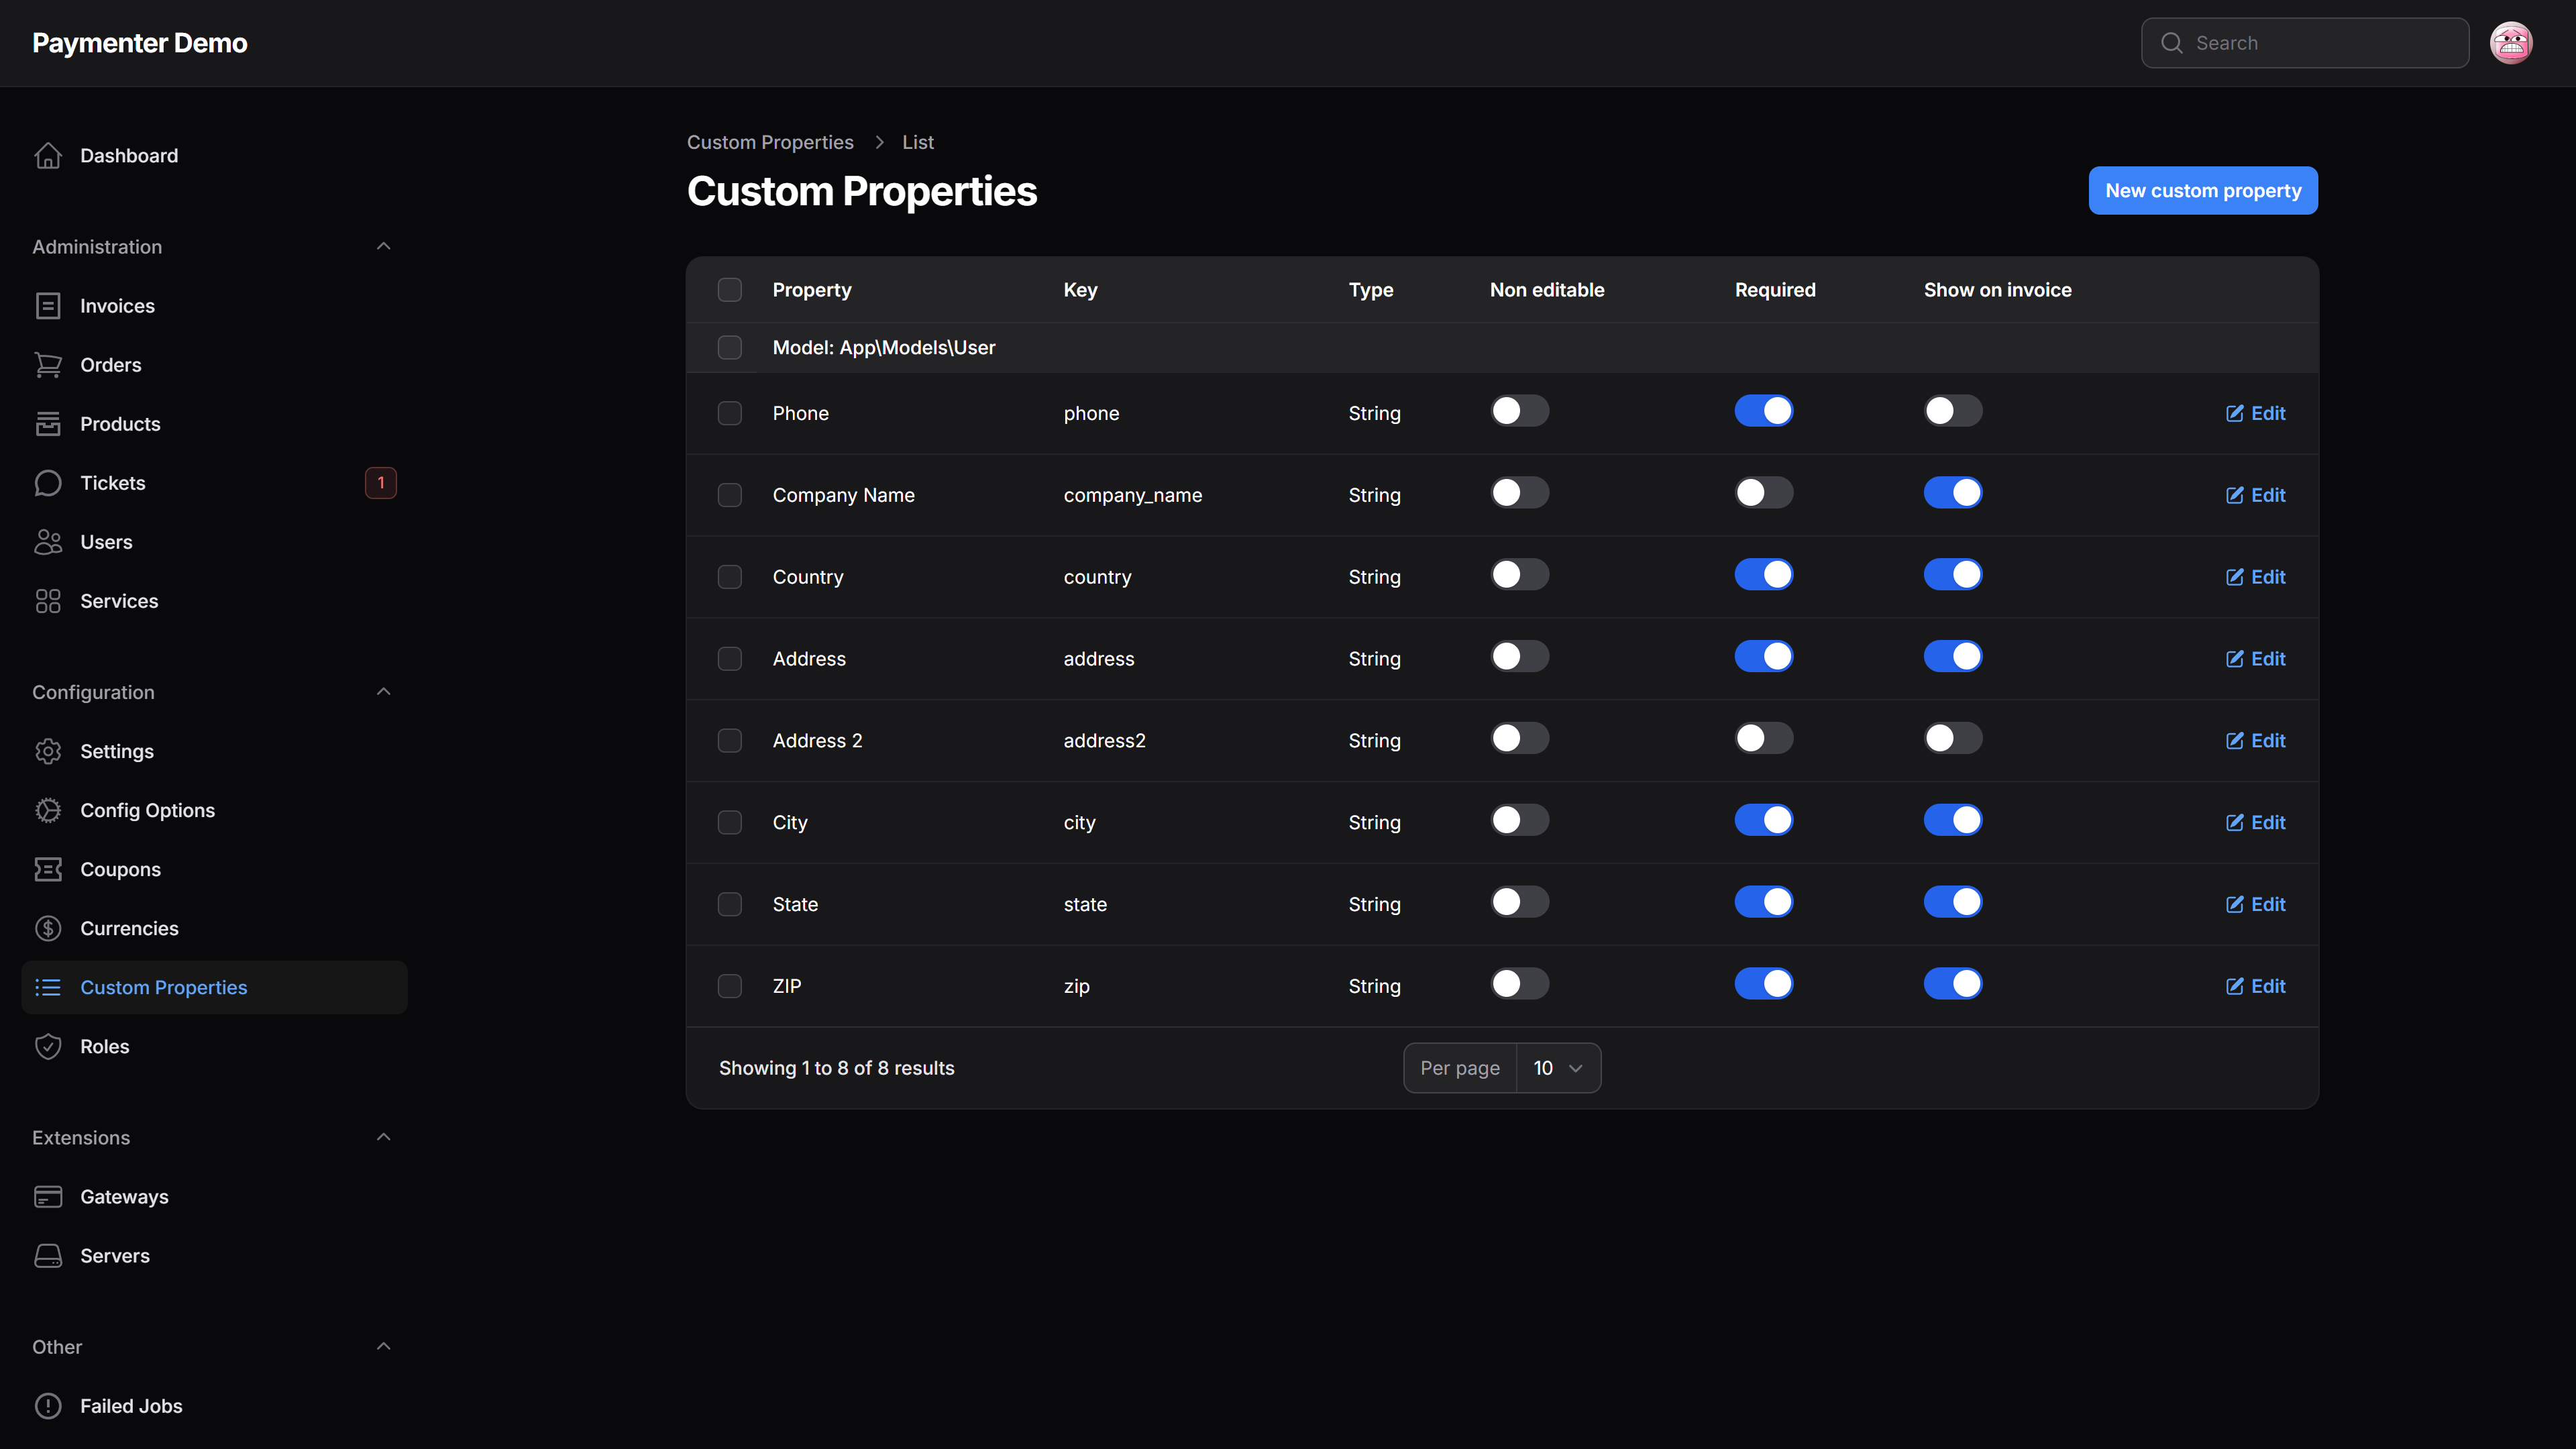 Paymenter Demo
Search
Dashboard
Administration
Invoices
Orders
Products
Tickets 1
Users
Services
Configuration
Settings
Config Options
Coupons
Currencies
Custom Properties
Roles
Extensions
Gateways
Servers
Other
Failed Jobs
Custom Properties > List
Custom Properties
New custom property
Property Key Type Non editable Required Show on invoice
Model: App\Models\User
Phone phone String Edit
Company Name company_name String Edit
Country country String Edit
Address address String Edit
Address 2 address2 String Edit
City city String Edit
State state String Edit
ZIP zip String Edit
Showing 1 to 8 of 8 results
Per page 10